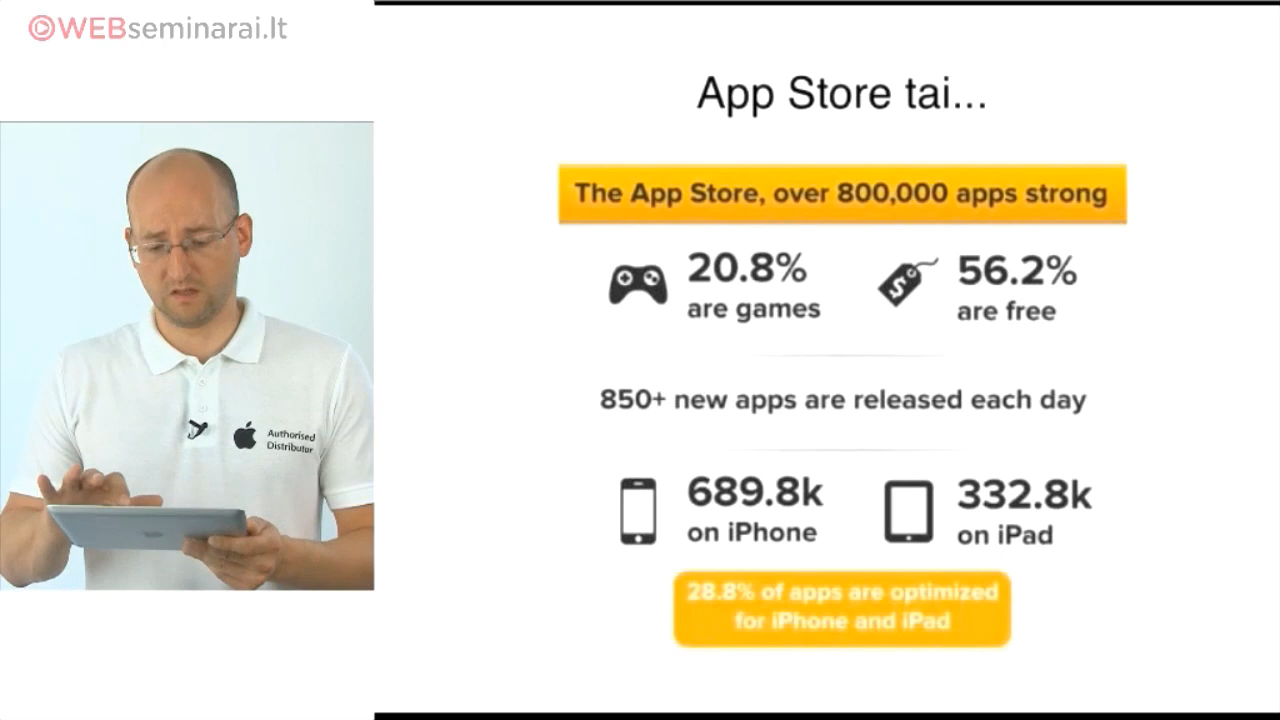 WEBseminarai.lt
App Store tai...
The App Store, over 800,000 apps strong
20.8%
are games
56.2%
are free
850+ new apps are released each day
689.8k
on iPhone
332.8k
on iPad
28.8% of apps are optimized
for iPhone and iPad
Authorised
Distributor